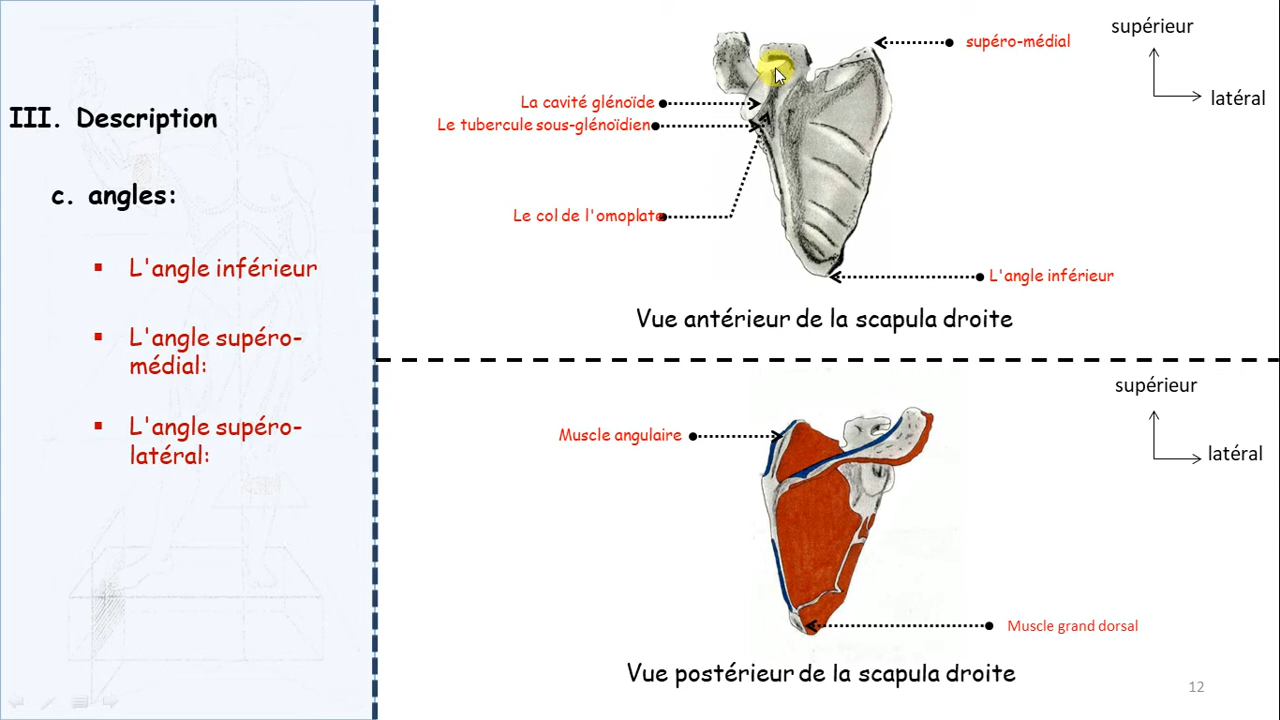 III. Description
c. angles:
▪ L'angle inférieur
▪ L'angle supéro-
médial:
▪ L'angle supéro-
latéral:
supéro-médial
supérieur
latéral
La cavité glénoïde
Le tubercule sous-glénoïdien
Le col de l'omoplate
L'angle inférieur
Vue antérieur de la scapula droite
supérieur
latéral
Muscle angulaire
Muscle grand dorsal
Vue postérieur de la scapula droite
12